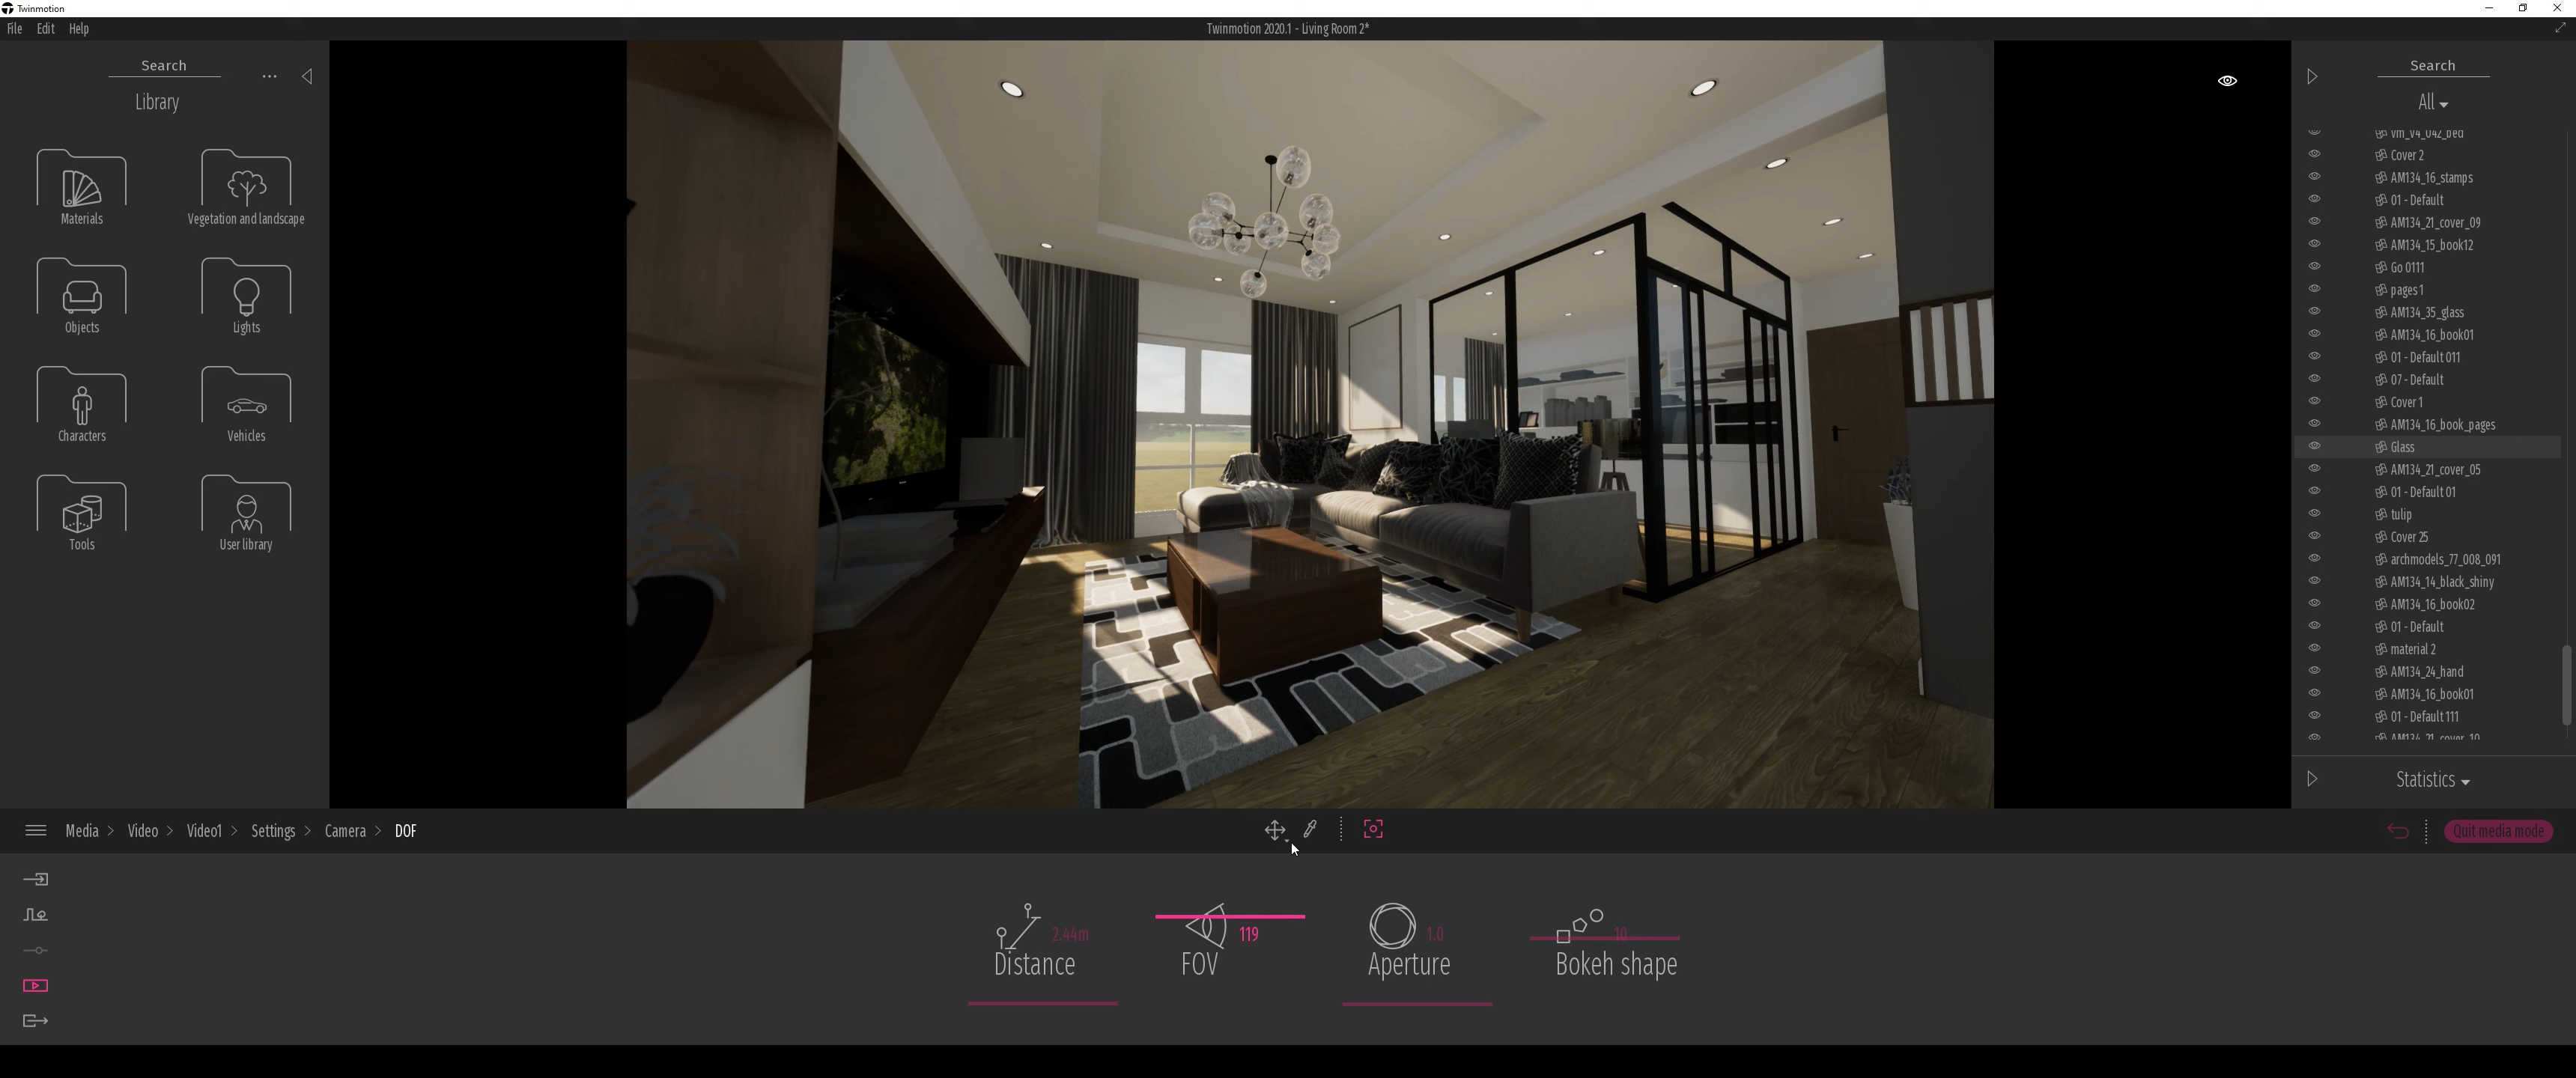 Twinmotion
File Edit Help
Twinmotion 2020.1 - Living Room 2*
Search
Library
Materials
Vegetation and landscape
Objects
Lights
Characters
Vehicles
Tools
User library
Search
All
vm_v4_042_bed
Cover 2
AM134_16_stamps
01 - Default
AM134_21_cover_09
AM134_15_book12
Go 0111
pages 1
AM134_35_glass
AM134_16_book01
01 - Default 011
07 - Default
Cover 1
AM134_16_book_pages
Glass
AM134_21_cover_05
01 - Default 01
tulip
Cover 25
archmodels_77_008_091
AM134_14_black_shiny
AM134_16_book02
01 - Default
material 2
AM134_24_hand
AM134_16_book01
01 - Default 111
AM134_21_cover_10
Statistics
Media > Video > Video1 > Settings > Camera > DOF
Quit media mode
2.44m
Distance
119
FOV
1.0
Aperture
10
Bokeh shape